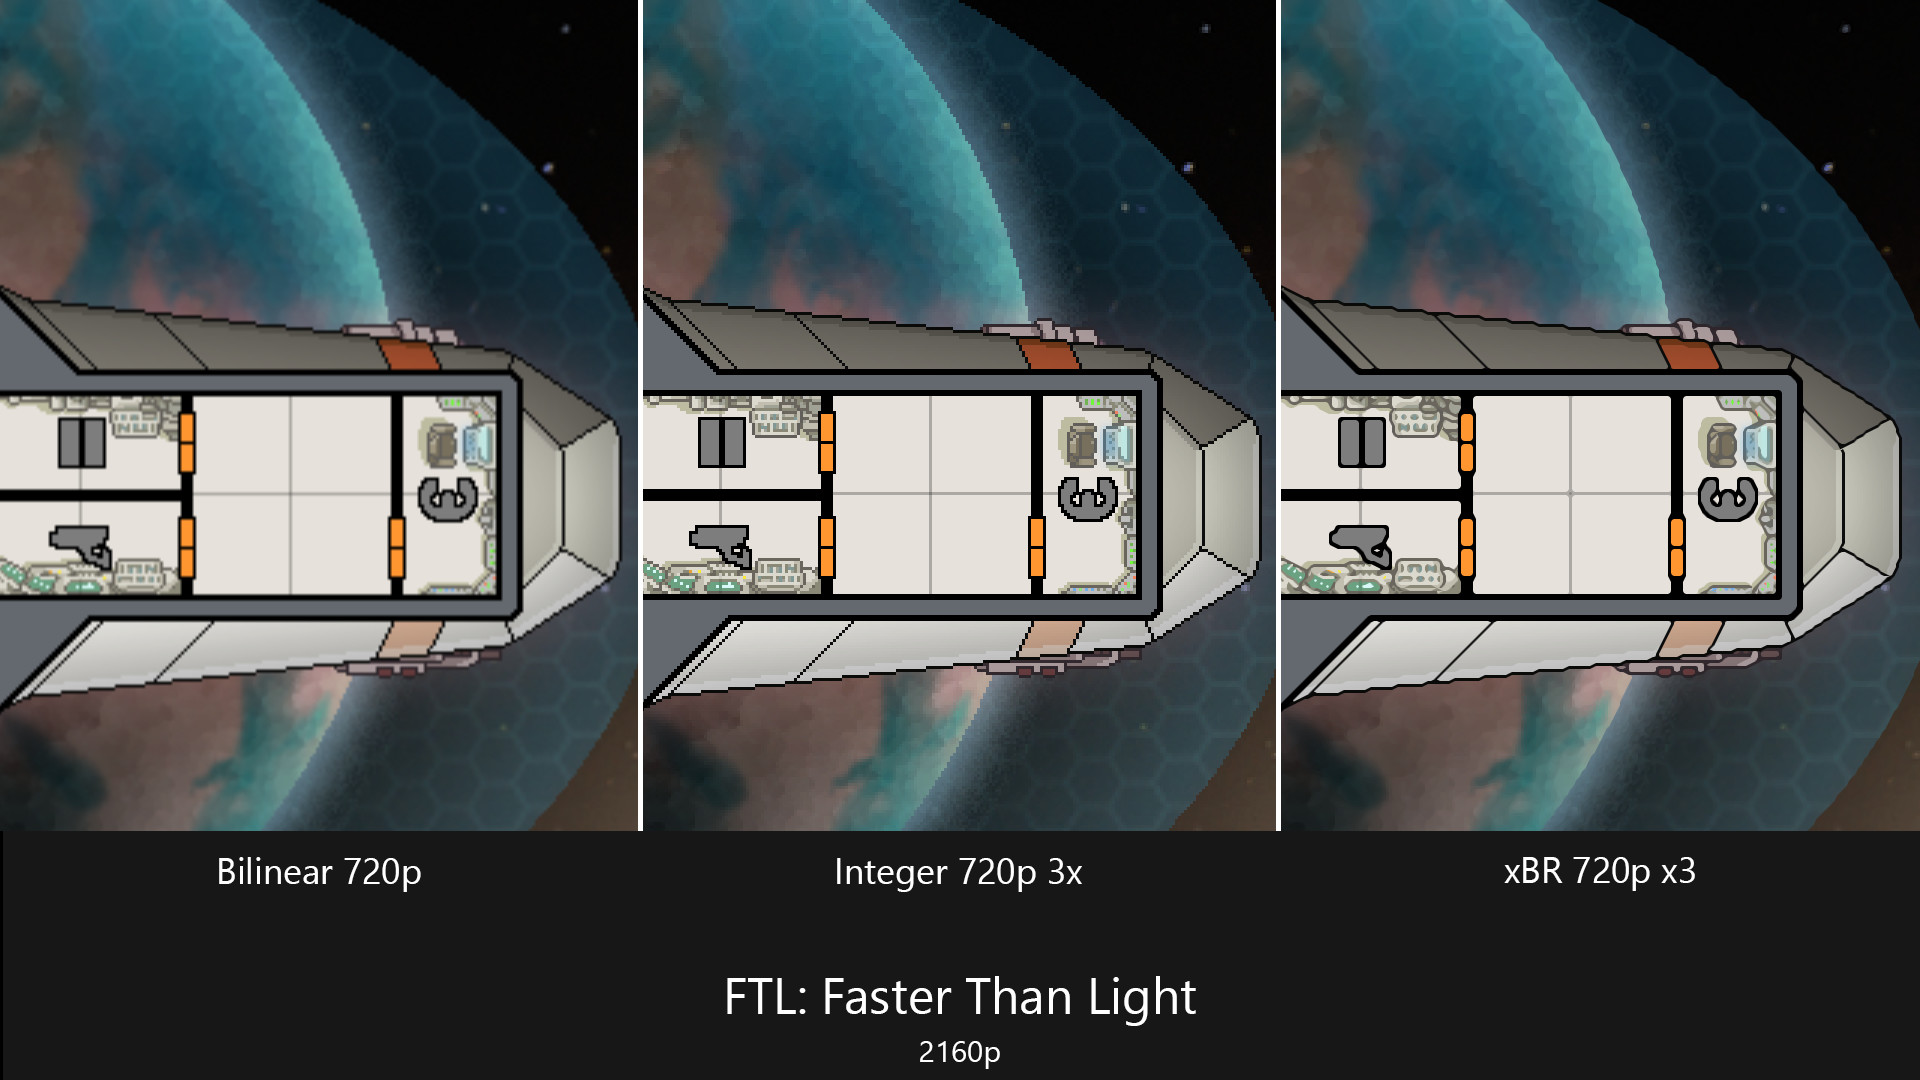 Bilinear 720p
Integer 720p 3x
xBR 720p x3
FTL: Faster Than Light
2160p